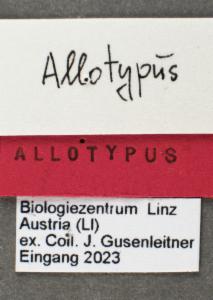 Allotypus
ALLOTYPUS
Biologiezentrum Linz
Austria (LI)
ex. Coll. J. Gusenleitner
Eingang 2023